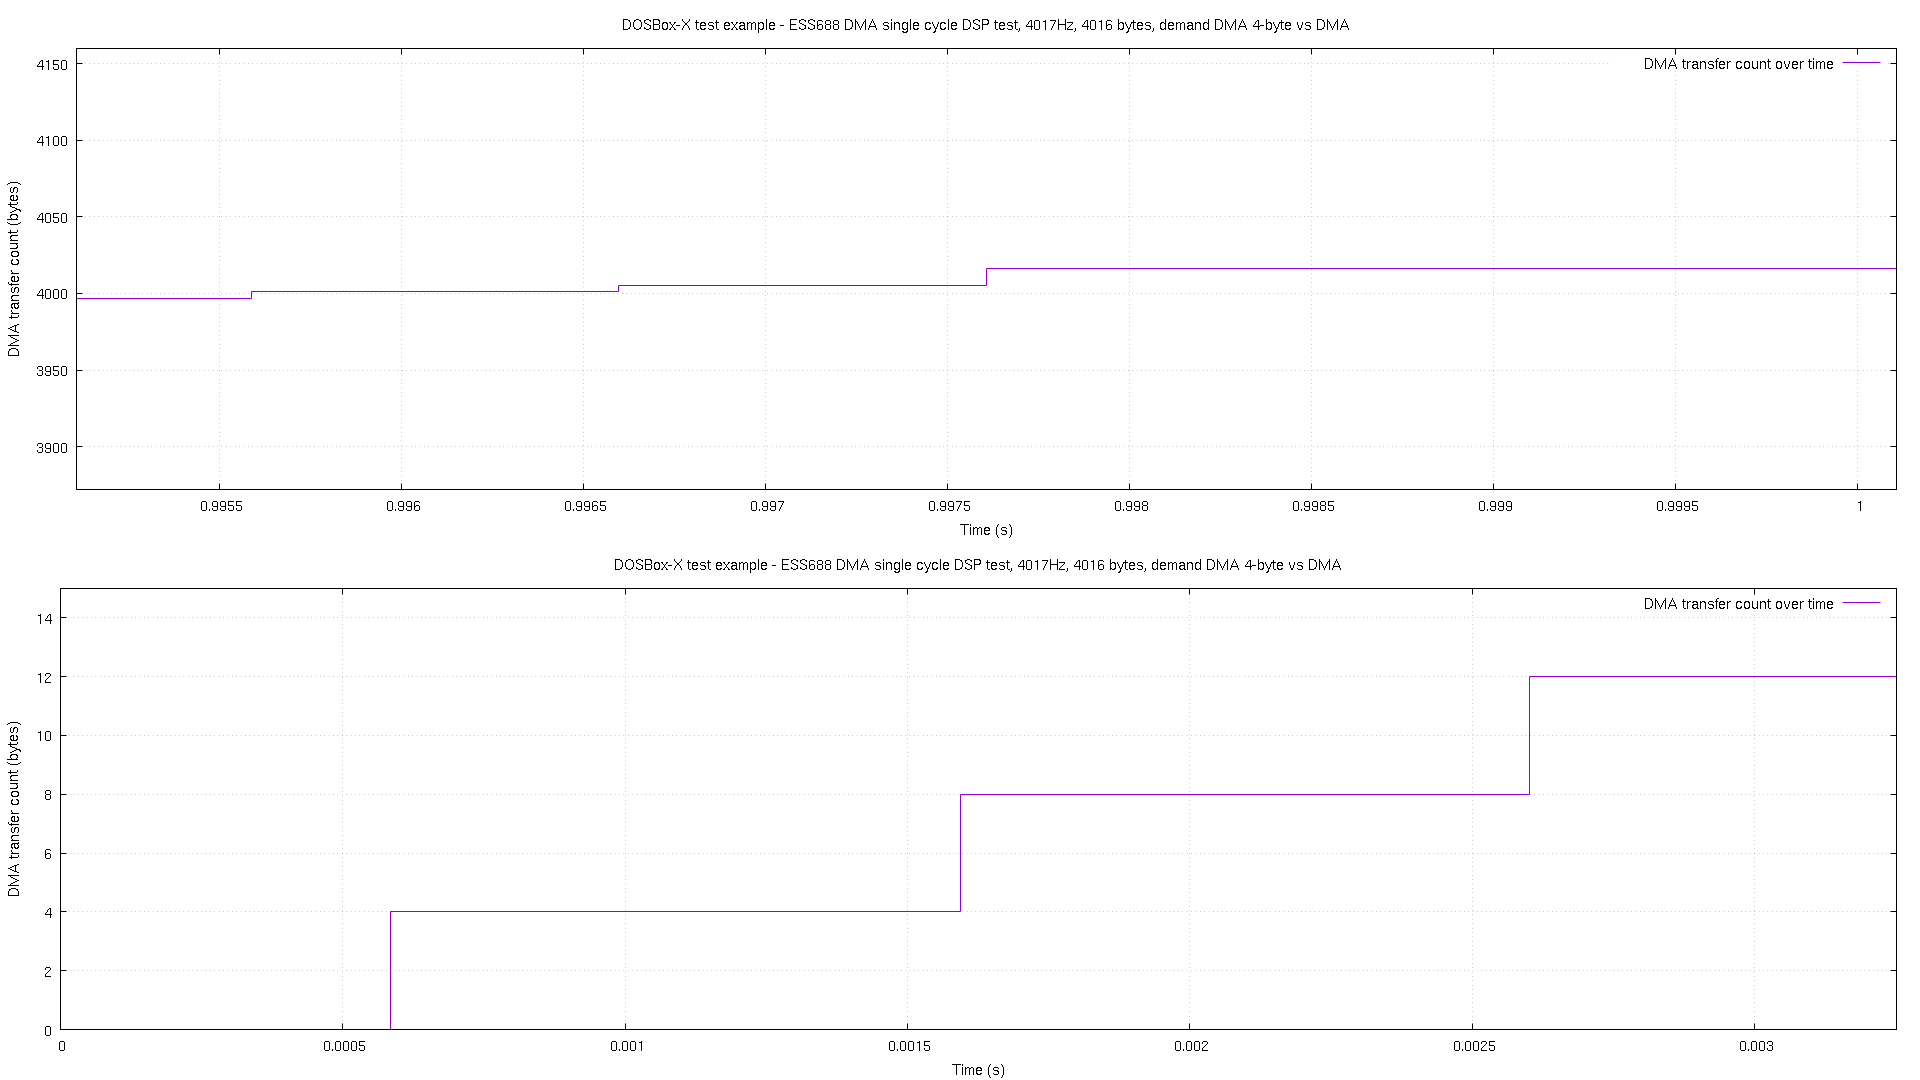 DOSBox-X test example - ESS688 DMA single cycle DSP test, 4017Hz, 4016 bytes, demand DMA 4-byte vs DMA
DMA transfer count over time
4150
4100
4050
4000
3950
3900
DMA transfer count (bytes)
0.9955 0.996 0.9965 0.997 0.9975 0.998 0.9985 0.999 0.9995 1
Time (s)
DOSBox-X test example - ESS688 DMA single cycle DSP test, 4017Hz, 4016 bytes, demand DMA 4-byte vs DMA
DMA transfer count over time
14
12
10
8
6
4
2
0
DMA transfer count (bytes)
0 0.0005 0.001 0.0015 0.002 0.0025 0.003
Time (s)